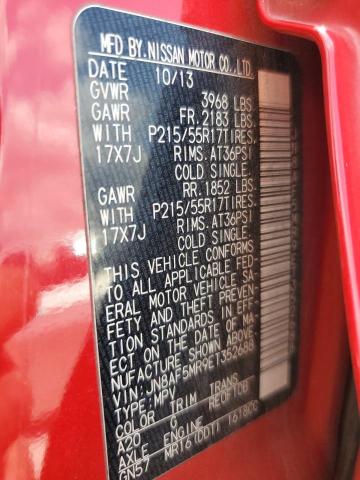 MFD BY.NISSAN MOTOR CO.,LTD.
DATE 10/13
GVWR 3968 LBS.
GAWR FR.2183 LBS.
WITH P215/55R17TIRES.
17X7J RIMS.AT36PSI
COLD SINGLE.
GAWR RR.1852 LBS.
WITH P215/55R17TIRES.
17X7J RIMS.AT36PSI
COLD SINGLE.
THIS VEHICLE CONFORMS
TO ALL APPLICABLE FED-
ERAL MOTOR VEHICLE SA-
FETY AND THEFT PREVEN-
TION STANDARDS IN EFF-
ECT ON THE DATE OF MA-
NUFACTURE SHOWN ABOVE.
VIN:JN8AF5MR9ET352688
TYPE:MPV
COLOR TRIM TRANS
A20 G RE0F10B
AXLE ENGINE
GN57 MR16(DDT) 1618CC